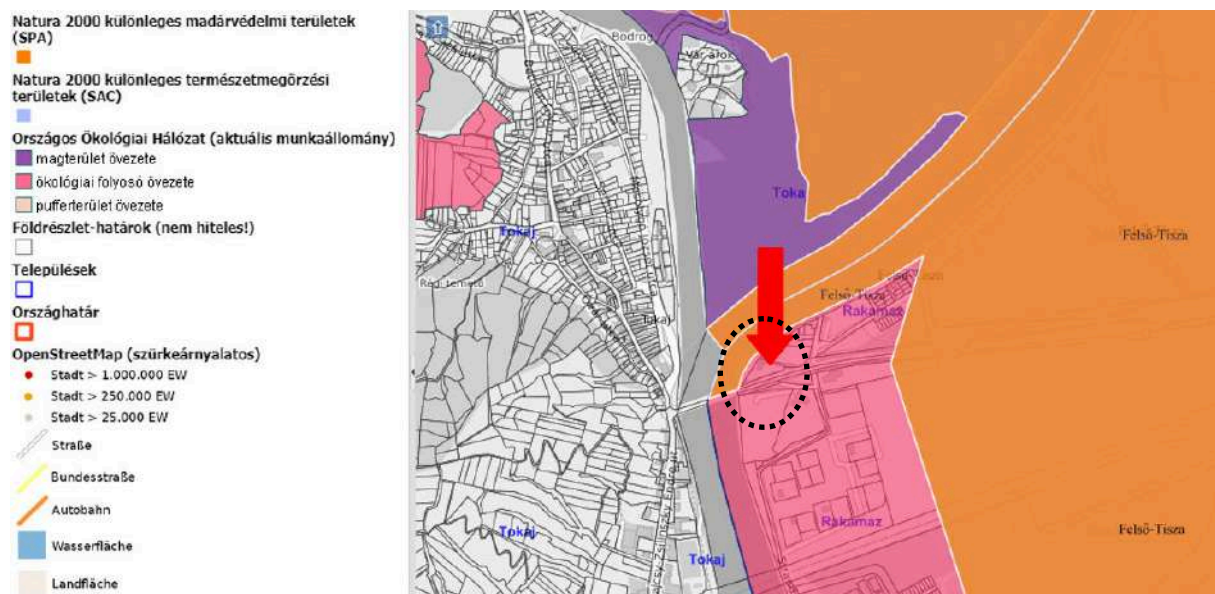 Natura 2000 különleges madárvédelmi területek
(SPA)
Natura 2000 különleges természetmegőrzési
területek (SAC)
Országos Ökológiai Hálózat (aktuális munkaállomány)
magterület övezete
ökológiai folyosó övezete
pufferterület övezete
Földrészlet-határok (nem hiteles!)
Települések
Országhatár
OpenStreetMap (szürkeárnyalatos)
Stadt > 1.000.000 EW
Stadt > 250.000 EW
Stadt > 25.000 EW
Straße
Bundesstraße
Autobahn
Wasserfläche
Landfläche
Bodrog
Vár árok
Toka
Tokaj
Felső-Tisza
Felső-Tisza
Rakamaz
Tokaj
Rakamaz
Felső-Tisza
Tokaj
Tokaj